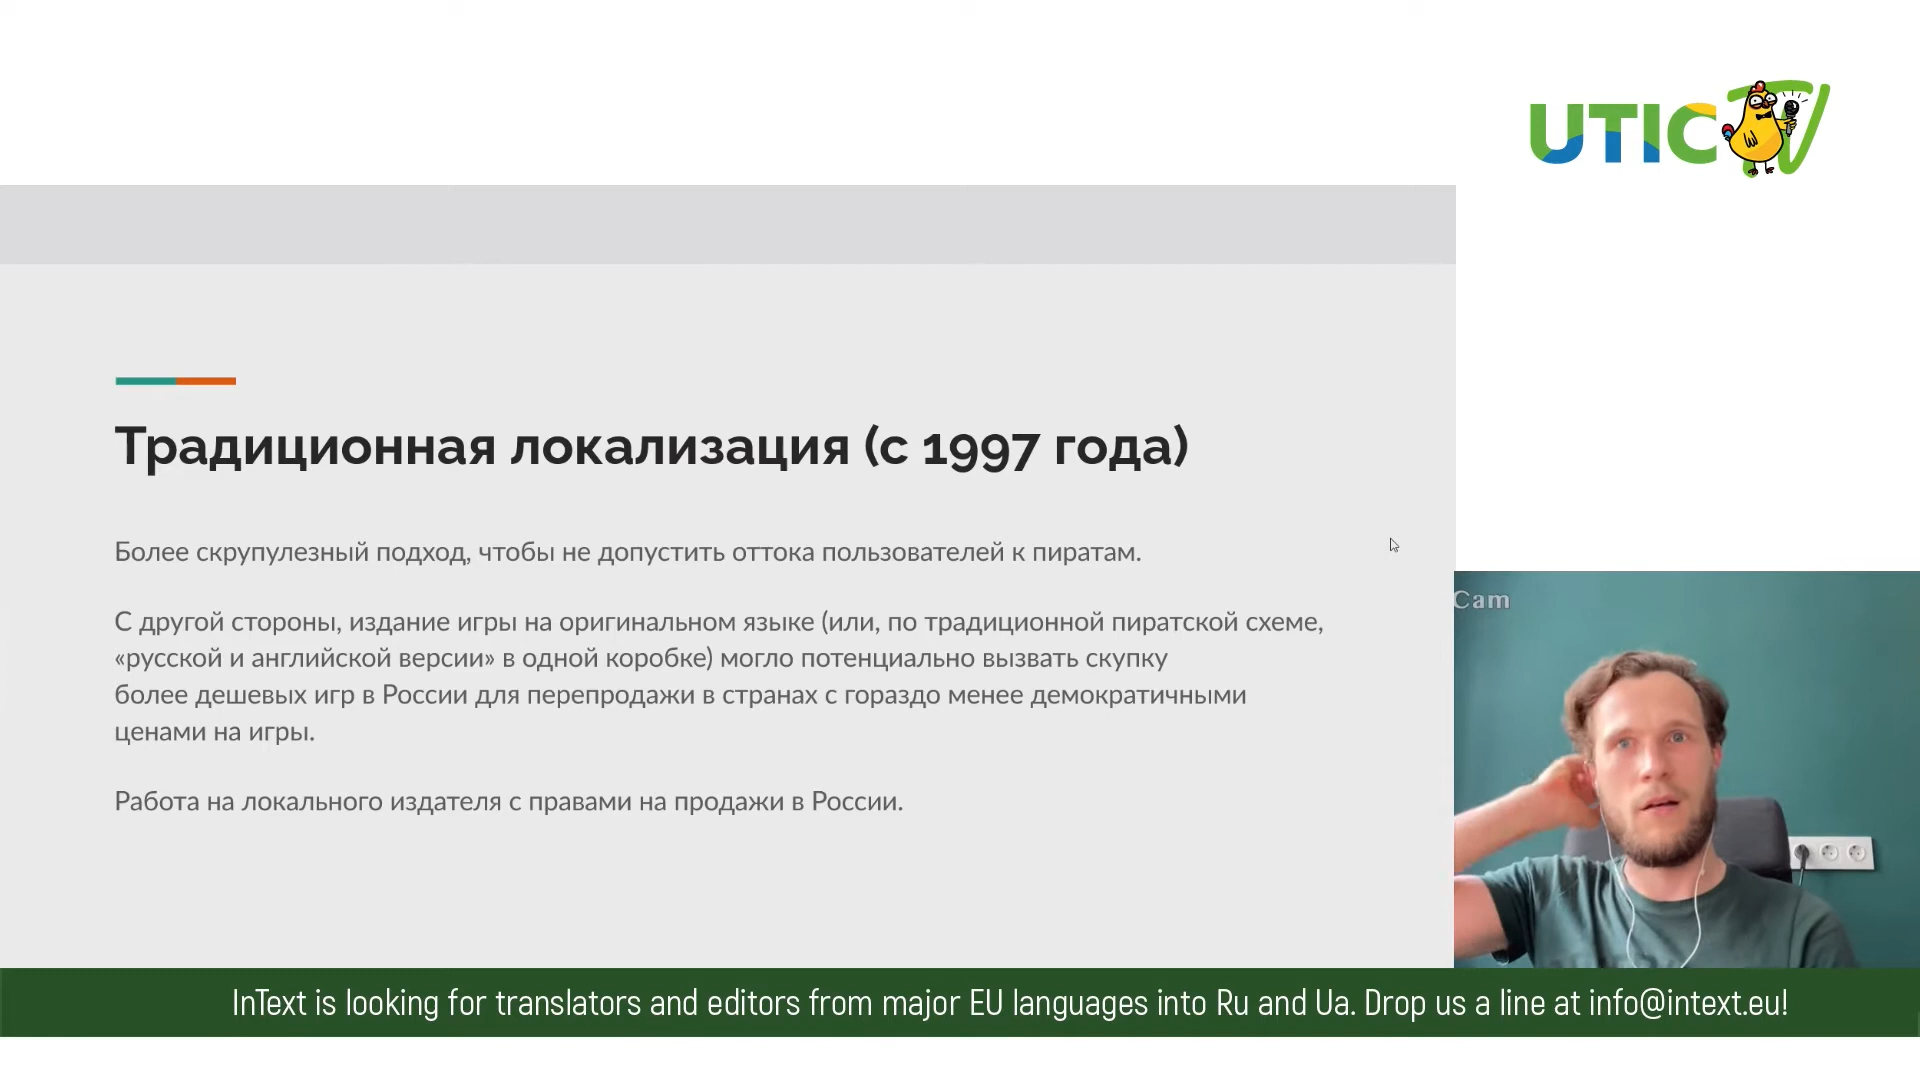 UTIC TV
Традиционная локализация (с 1997 года)
Более скрупулезный подход, чтобы не допустить оттока пользователей к пиратам.
С другой стороны, издание игры на оригинальном языке (или, по традиционной пиратской схеме,
«русской и английской версии» в одной коробке) могло потенциально вызвать скупку
более дешевых игр в России для перепродажи в странах с гораздо менее демократичными
ценами на игры.
Работа на локального издателя с правами на продажи в России.
Cam
InText is looking for translators and editors from major EU languages into Ru and Ua. Drop us a line at info@intext.eu!